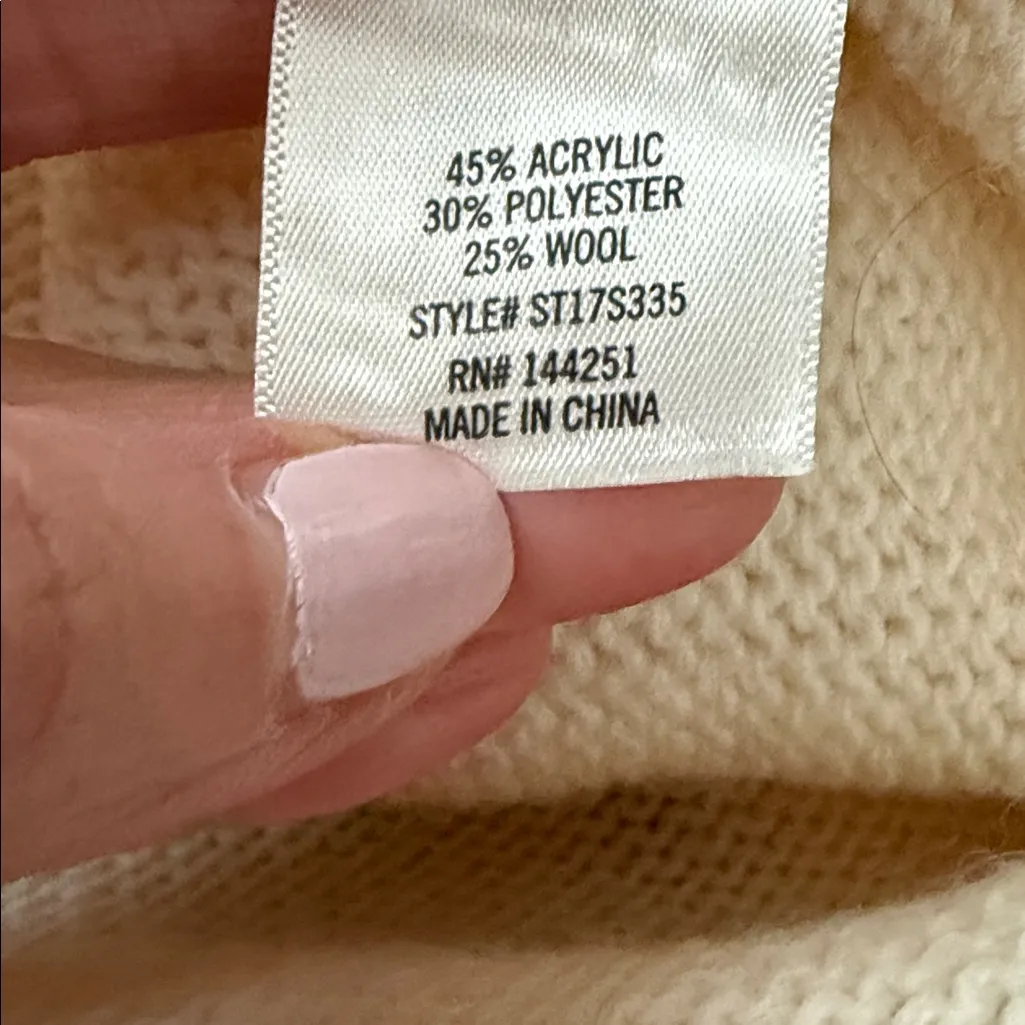 45% ACRYLIC
30% POLYESTER
25% WOOL
STYLE# ST17S335
RN# 144251
MADE IN CHINA